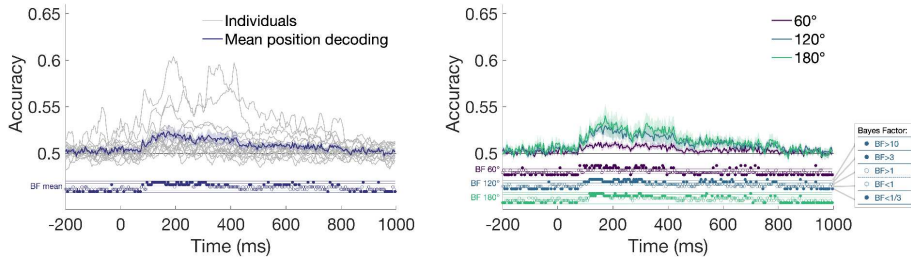 Individuals
Mean position decoding
0.65
0.6
0.55
0.5
Accuracy
BF mean
-200 0 200 400 600 800 1000
Time (ms)
60°
120°
180°
0.65
0.6
0.55
0.5
Accuracy
BF 60°
BF 120°
BF 180°
-200 0 200 400 600 800 1000
Time (ms)
Bayes Factor:
BF>10
BF>3
BF>1
BF<1
BF<1/3